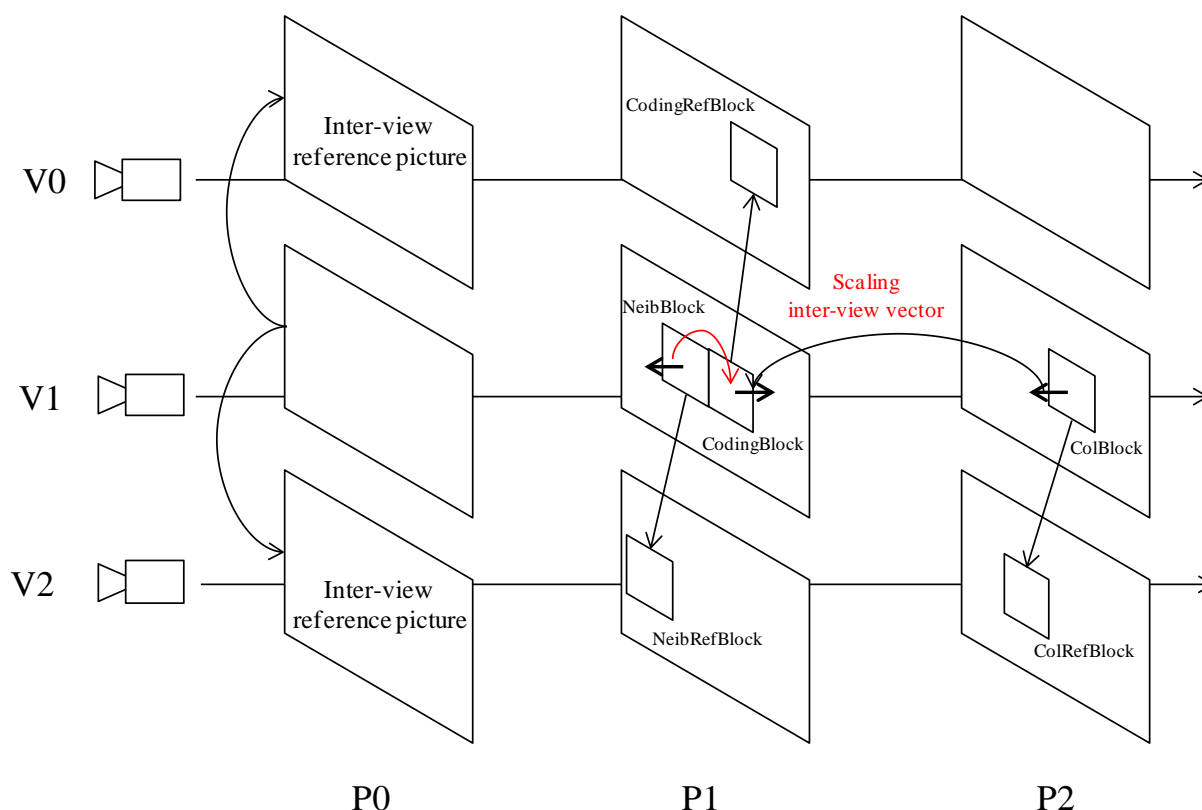 Inter-view
reference picture
CodingRefBlock
V0
Scaling
inter-view vector
NeibBlock
V1
CodingBlock
ColBlock
V2
Inter-view
reference picture
NeibRefBlock
ColRefBlock
P0
P1
P2